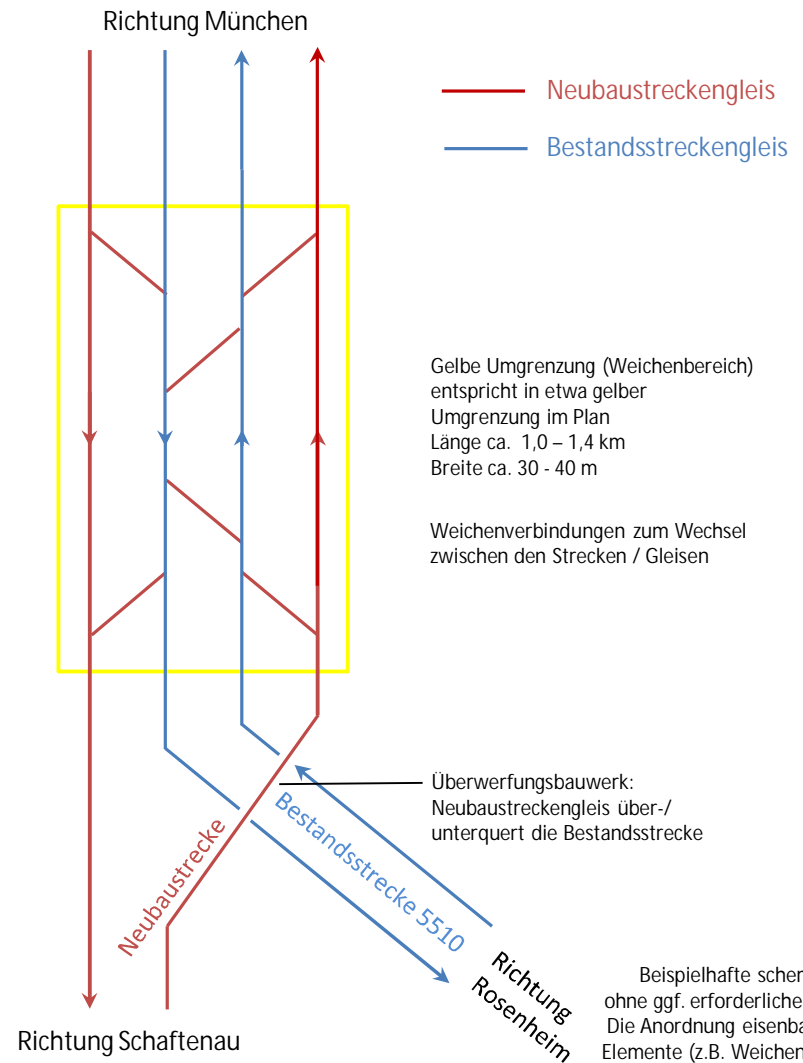 Richtung München
Neubaustreckengleis
Bestandsstreckengleis
Gelbe Umgrenzung (Weichenbereich)
entspricht in etwa gelber
Umgrenzung im Plan
Länge ca. 1,0 – 1,4 km
Breite ca. 30 - 40 m
Weichenverbindungen zum Wechsel
zwischen den Strecken / Gleisen
Überwerfungsbauwerk:
Neubaustreckengleis über-/
unterquert die Bestandsstrecke
Neubaustrecke
Bestandsstrecke 5510
Richtung
Rosenheim
Richtung Schaftenau
Beispielhafte
ohne ggf. erforderliche
Die Anordnung
Elemente (z.B. Weichen